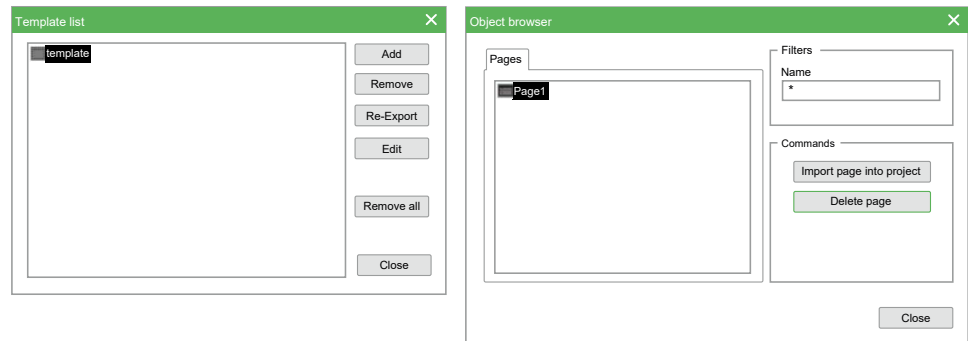 Template list
template
Add
Remove
Re-Export
Edit
Remove all
Close
Object browser
Pages
Page1
Filters
Name
*
Commands
Import page into project
Delete page
Close